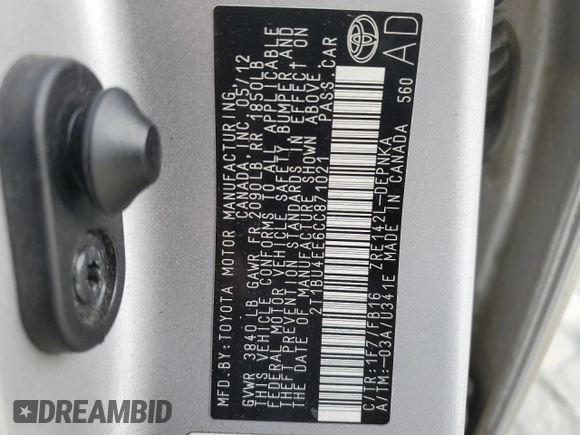 MFD. BY: TOYOTA MOTOR MANUFACTURING
CANADA, INC. 05/12
GVWR 3840LB GAWR FR 2090LB RR 1850LB
THIS VEHICLE CONFORMS TO ALL APPLICABLE
FEDERAL MOTOR VEHICLE SAFETY, BUMPER AND
THEFT PREVENTION STANDARDS IN EFFECT ON
THE DATE OF MANUFACTURE SHOWN ABOVE.
2T1BU4EE6CC871021 PASS. CAR
C/TR: 1F7/FB16 ZRE142L-DEPNKA 560
A/TM: -03A/U341E MADE IN CANADA
AD
DREAMBID